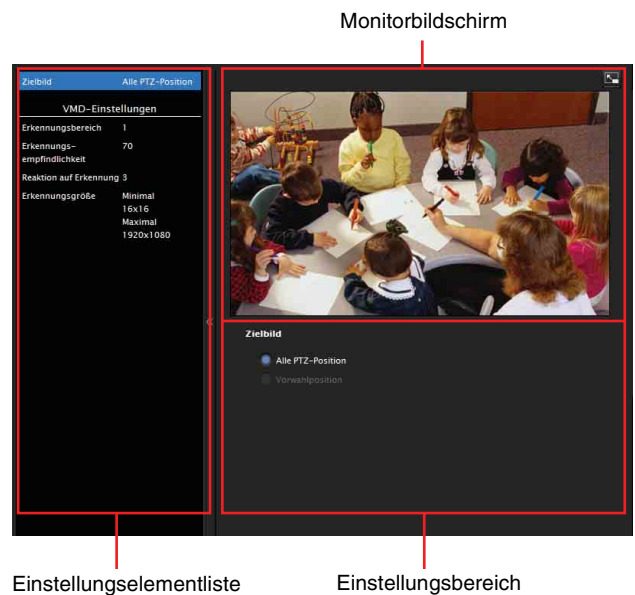 Monitorbildschirm
Zielbild Alle PTZ-Position
VMD-Einstellungen
Erkennungsbereich 1
Erkennungs- 70
empfindlichkeit
Reaktion auf Erkennung 3
Erkennungsgröße Minimal
16x16
Maximal
1920x1080
«
Zielbild
Alle PTZ-Position
Vorwahlposition
Einstellungselementliste
Einstellungsbereich